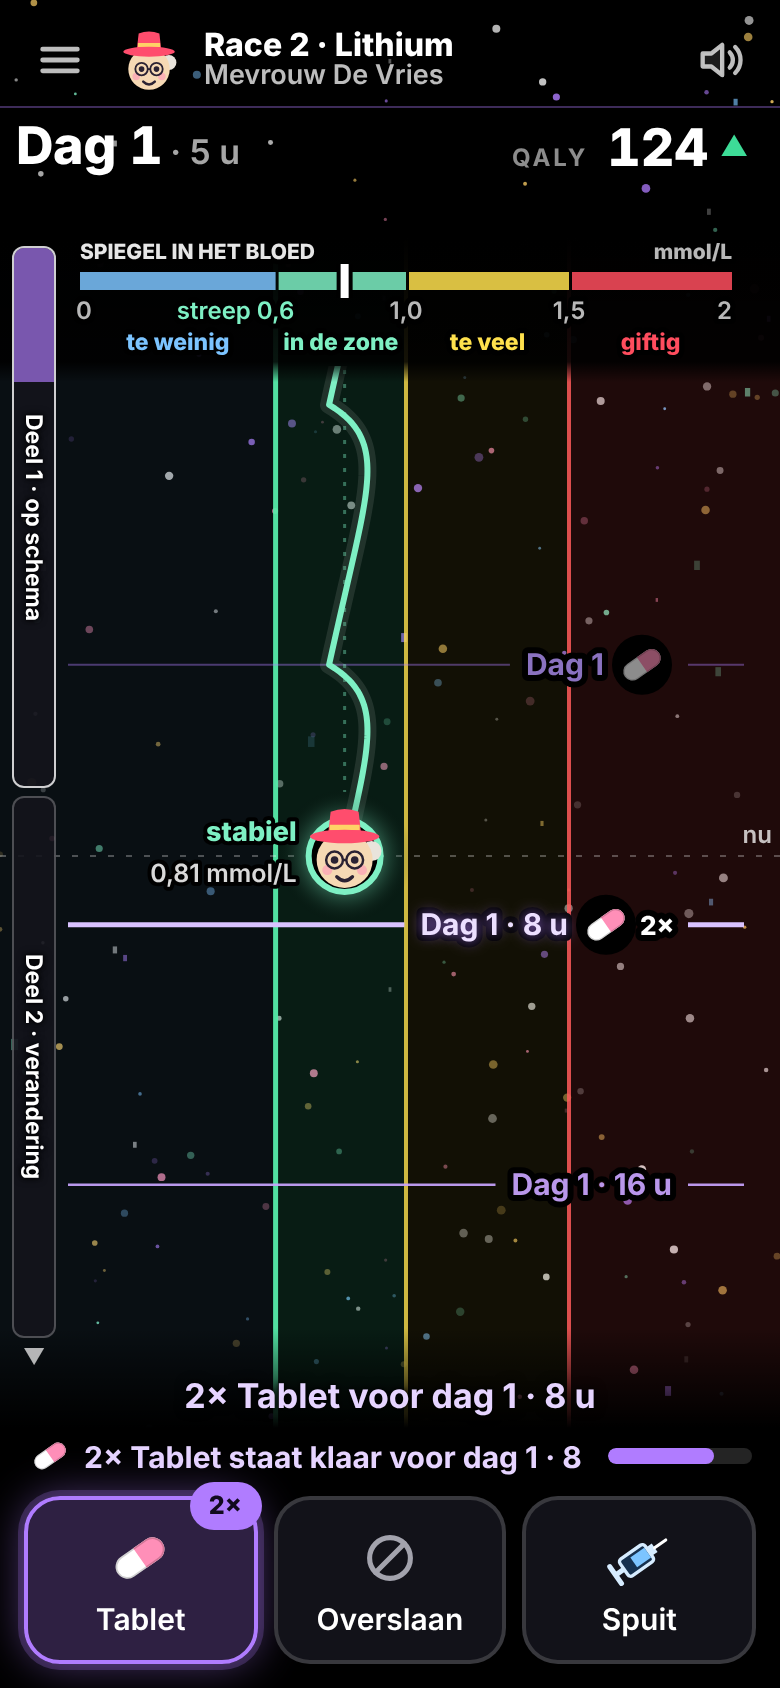 Race 2 · Lithium
Mevrouw De Vries
Dag 1 · 5 u
QALY 124
SPIEGEL IN HET BLOED mmol/L
0 streep 0,6 1,0 1,5 2
te weinig in de zone te veel giftig
Deel 1 · op schema
Dag 1
stabiel
nu
0,81 mmol/L
Dag 1 · 8 u 2×
Deel 2 · verandering
Dag 1 · 16 u
2× Tablet voor dag 1 · 8 u
2× Tablet staat klaar voor dag 1 · 8
2×
Tablet Overslaan Spuit